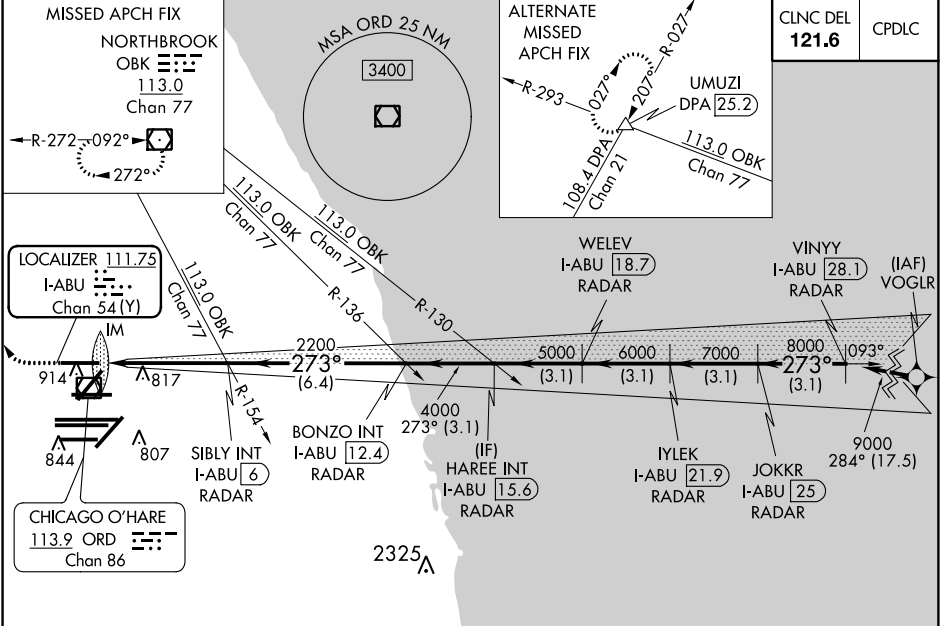 MISSED APCH FIX
NORTHBROOK
OBK
113.0
Chan 77
R-272
092°
272°
MSA ORD 25 NM
3400
ALTERNATE
MISSED
APCH FIX
R-027
027°
207°
R-293
UMUZI
DPA 25.2
108.4 DPA
Chan 21
113.0 OBK
Chan 77
CLNC DEL
121.6
CPDLC
LOCALIZER 111.75
I-ABU
Chan 54 (Y)
IM
113.0 OBK
Chan 77
113.0 OBK
Chan 77
113.0 OBK
Chan 77
R-136
R-130
R-154
WELEV
I-ABU 18.7
RADAR
VINYY
I-ABU 28.1
RADAR
(IAF)
VOGLR
2200
273°
(6.4)
4000
273° (3.1)
5000
(3.1)
6000
(3.1)
7000
(3.1)
8000
273°
(3.1)
093°
9000
284° (17.5)
914
817
844
807
SIBLY INT
I-ABU 6
RADAR
BONZO INT
I-ABU 12.4
RADAR
(IF)
HAREE INT
I-ABU 15.6
RADAR
IYLEK
I-ABU 21.9
RADAR
JOKKR
I-ABU 25
RADAR
CHICAGO O'HARE
113.9 ORD
Chan 86
2325